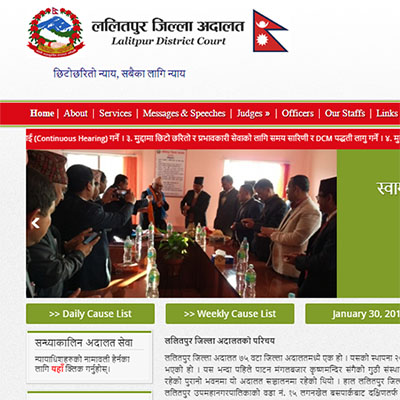 ललितपुर जिल्ला अदालत
Lalitpur District Court
छिटोछरितो न्याय, सबैका लागि न्याय
Home | About | Services | Messages & Speeches | Judges » | Officers | Our Staffs | Links
(Continuous Hearing) गर्ने । ३. मुद्दामा छिटो छरितो र प्रभावकारी सेवाको लागि समय सारिणी र DCM पद्धती लागु गर्ने । ४.
>> Daily Cause List
>> Weekly Cause List
January 30, 201
सन्ध्याकालिन अदालत सेवा
न्यायाधिशहरुको नामावली हेर्नका
लागि यहाँ क्लिक गर्नुहोस्।
ललितपुर जिल्ला अदालतको परिचय
ललितपुर जिल्ला अदालत ७५ वटा जिल्ला अदालतमध्ये एक हो । यसको स्थापना
भएको हो । यस भन्दा पहिले पाटन मंगलबजार कृष्णमन्दिर संगैको गुठी संस्था
रहेको पुरानो भवनमा यो अदालत सञ्चालनमा रहेको थियो । हाल ललितपुर
ललितपुर उपमहानगरपालिकाको वडा नं. १५ लगनखेल बसपार्कबाट दक्षिणतर्फ